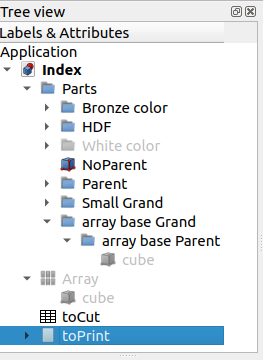 Tree view
Labels & Attributes
Application
Index
Parts
Bronze color
HDF
White color
NoParent
Parent
Small Grand
array base Grand
array base Parent
cube
Array
cube
toCut
toPrint